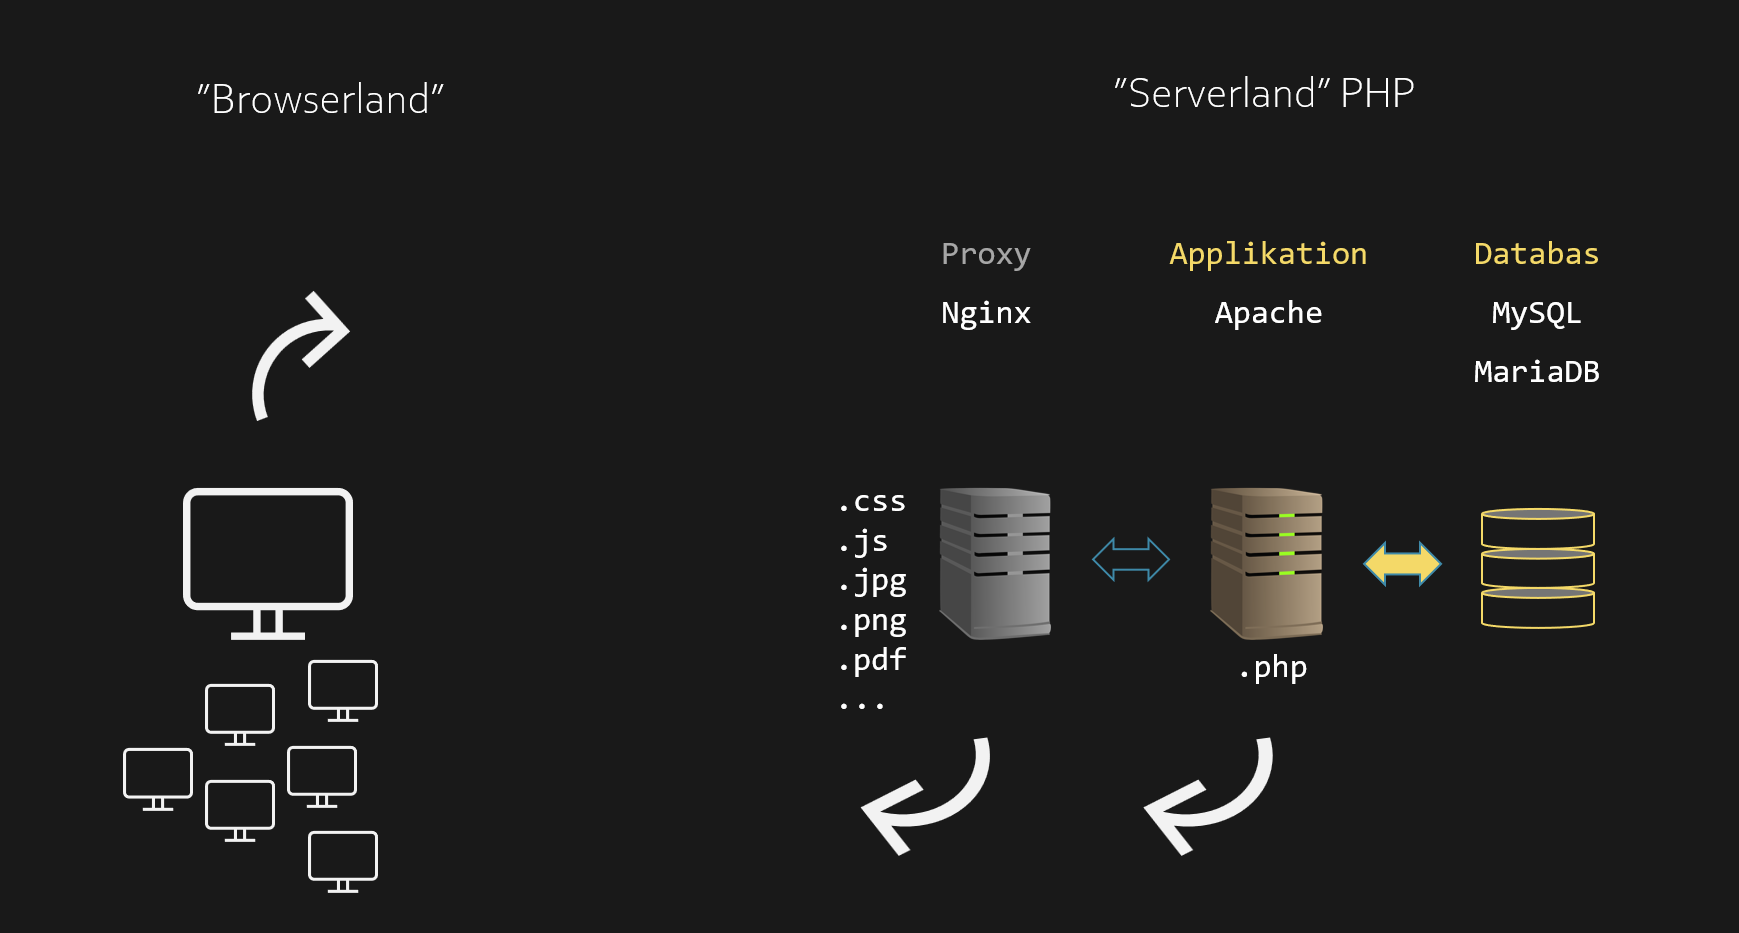 ”Browserland”
”Serverland” PHP
Proxy
Nginx
Applikation
Apache
Databas
MySQL
MariaDB
.css
.js
.jpg
.png
.pdf
...
.php